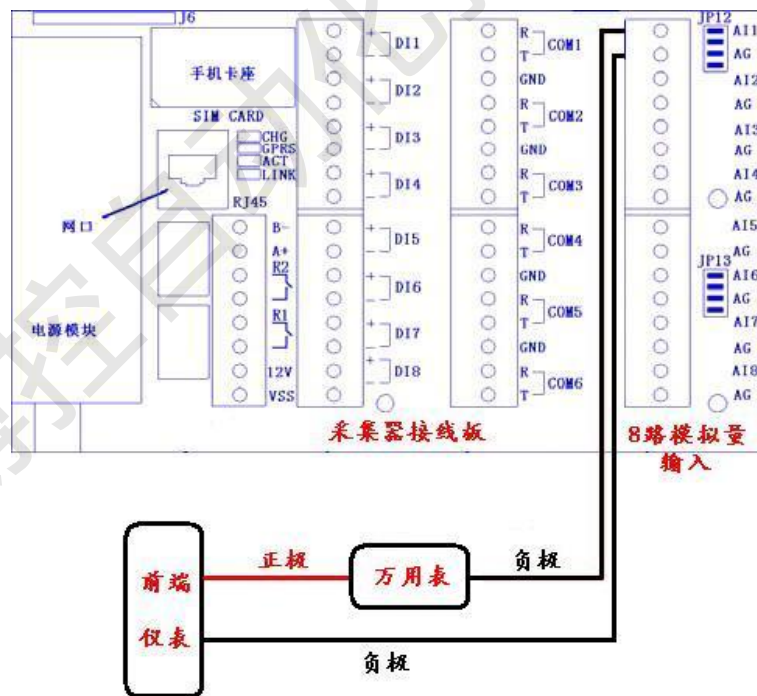 J6
手机卡座
SIM CARD
CHG
GPRS
ACT
LINK
RJ45
网口
电源模块
B-
A+
R2
R1
12V
VSS
+
-
DI1
+
-
DI2
+
-
DI3
+
-
DI4
+
-
DI5
+
-
DI6
+
-
DI7
+
-
DI8
R
T
COM1
GND
R
T
COM2
GND
R
T
COM3
R
T
COM4
GND
R
T
COM5
GND
R
T
COM6
JP12
AI1
AG
AI2
AG
AI3
AG
AI4
AG
AI5
AG
JP13
AI6
AG
AI7
AG
AI8
AG
采集器接线板
8路模拟量
输入
前端
仪表
正极
万用表
负极
负极
控自动化